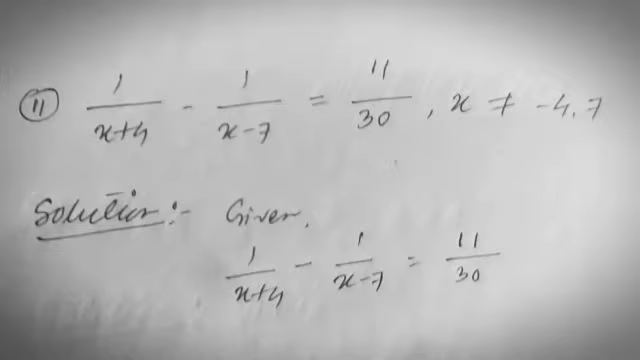 (11) 1/(x+4) - 1/(x-7) = 11/30, x ≠ -4, 7
Solution:- Given,
1/(x+4) - 1/(x-7) = 11/30